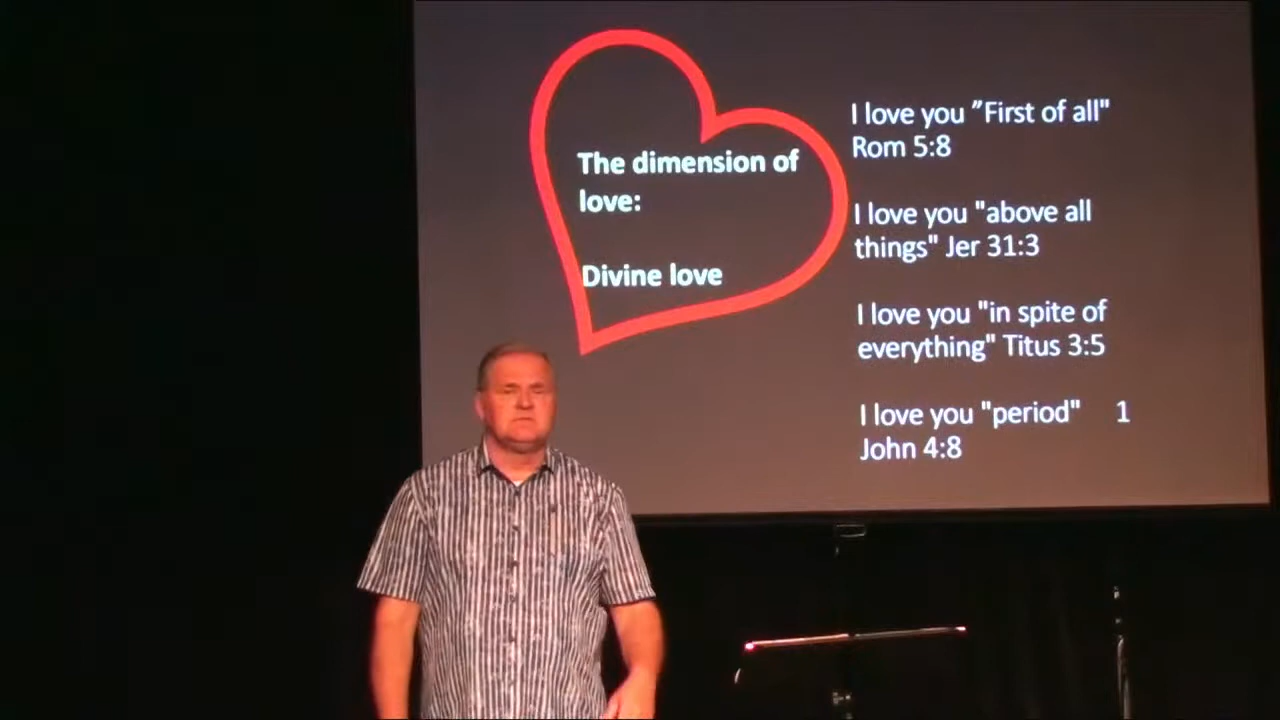 The dimension of
love:
Divine love
I love you ”First of all"
Rom 5:8
I love you "above all
things" Jer 31:3
I love you "in spite of
everything" Titus 3:5
I love you "period" 1
John 4:8